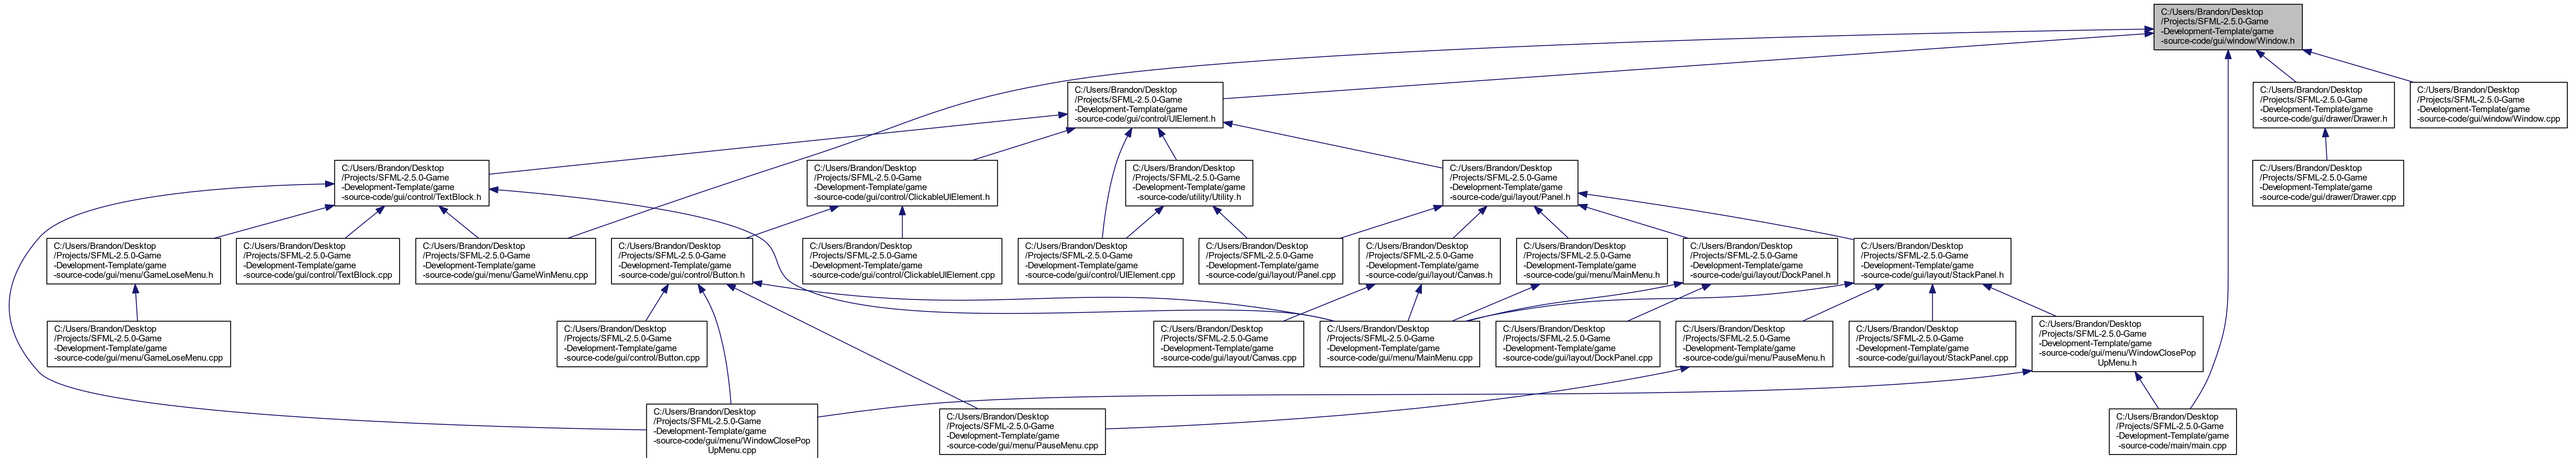 C:/Users/Brandon/Desktop
/Projects/SFML-2.5.0-Game
-Development-Template/game
-source-code/gui/window/Window.h
C:/Users/Brandon/Desktop
/Projects/SFML-2.5.0-Game
-Development-Template/game
-source-code/gui/control/UIElement.h
C:/Users/Brandon/Desktop
/Projects/SFML-2.5.0-Game
-Development-Template/game
-source-code/gui/drawer/Drawer.h
C:/Users/Brandon/Desktop
/Projects/SFML-2.5.0-Game
-Development-Template/game
-source-code/gui/window/Window.cpp
C:/Users/Brandon/Desktop
/Projects/SFML-2.5.0-Game
-Development-Template/game
-source-code/gui/control/TextBlock.h
C:/Users/Brandon/Desktop
/Projects/SFML-2.5.0-Game
-Development-Template/game
-source-code/gui/control/ClickableUIElement.h
C:/Users/Brandon/Desktop
/Projects/SFML-2.5.0-Game
-Development-Template/game
-source-code/utility/Utility.h
C:/Users/Brandon/Desktop
/Projects/SFML-2.5.0-Game
-Development-Template/game
-source-code/gui/layout/Panel.h
C:/Users/Brandon/Desktop
/Projects/SFML-2.5.0-Game
-Development-Template/game
-source-code/gui/drawer/Drawer.cpp
C:/Users/Brandon/Desktop
/Projects/SFML-2.5.0-Game
-Development-Template/game
-source-code/gui/menu/GameLoseMenu.h
C:/Users/Brandon/Desktop
/Projects/SFML-2.5.0-Game
-Development-Template/game
-source-code/gui/control/TextBlock.cpp
C:/Users/Brandon/Desktop
/Projects/SFML-2.5.0-Game
-Development-Template/game
-source-code/gui/menu/GameWinMenu.cpp
C:/Users/Brandon/Desktop
/Projects/SFML-2.5.0-Game
-Development-Template/game
-source-code/gui/control/Button.h
C:/Users/Brandon/Desktop
/Projects/SFML-2.5.0-Game
-Development-Template/game
-source-code/gui/control/ClickableUIElement.cpp
C:/Users/Brandon/Desktop
/Projects/SFML-2.5.0-Game
-Development-Template/game
-source-code/gui/control/UIElement.cpp
C:/Users/Brandon/Desktop
/Projects/SFML-2.5.0-Game
-Development-Template/game
-source-code/gui/layout/Panel.cpp
C:/Users/Brandon/Desktop
/Projects/SFML-2.5.0-Game
-Development-Template/game
-source-code/gui/layout/Canvas.h
C:/Users/Brandon/Desktop
/Projects/SFML-2.5.0-Game
-Development-Template/game
-source-code/gui/menu/MainMenu.h
C:/Users/Brandon/Desktop
/Projects/SFML-2.5.0-Game
-Development-Template/game
-source-code/gui/layout/DockPanel.h
C:/Users/Brandon/Desktop
/Projects/SFML-2.5.0-Game
-Development-Template/game
-source-code/gui/layout/StackPanel.h
C:/Users/Brandon/Desktop
/Projects/SFML-2.5.0-Game
-Development-Template/game
-source-code/gui/menu/GameLoseMenu.cpp
C:/Users/Brandon/Desktop
/Projects/SFML-2.5.0-Game
-Development-Template/game
-source-code/gui/control/Button.cpp
C:/Users/Brandon/Desktop
/Projects/SFML-2.5.0-Game
-Development-Template/game
-source-code/gui/layout/Canvas.cpp
C:/Users/Brandon/Desktop
/Projects/SFML-2.5.0-Game
-Development-Template/game
-source-code/gui/menu/MainMenu.cpp
C:/Users/Brandon/Desktop
/Projects/SFML-2.5.0-Game
-Development-Template/game
-source-code/gui/layout/DockPanel.cpp
C:/Users/Brandon/Desktop
/Projects/SFML-2.5.0-Game
-Development-Template/game
-source-code/gui/menu/PauseMenu.h
C:/Users/Brandon/Desktop
/Projects/SFML-2.5.0-Game
-Development-Template/game
-source-code/gui/layout/StackPanel.cpp
C:/Users/Brandon/Desktop
/Projects/SFML-2.5.0-Game
-Development-Template/game
-source-code/gui/menu/WindowClosePop
UpMenu.h
C:/Users/Brandon/Desktop
/Projects/SFML-2.5.0-Game
-Development-Template/game
-source-code/gui/menu/WindowClosePop
UpMenu.cpp
C:/Users/Brandon/Desktop
/Projects/SFML-2.5.0-Game
-Development-Template/game
-source-code/gui/menu/PauseMenu.cpp
C:/Users/Brandon/Desktop
/Projects/SFML-2.5.0-Game
-Development-Template/game
-source-code/main/main.cpp